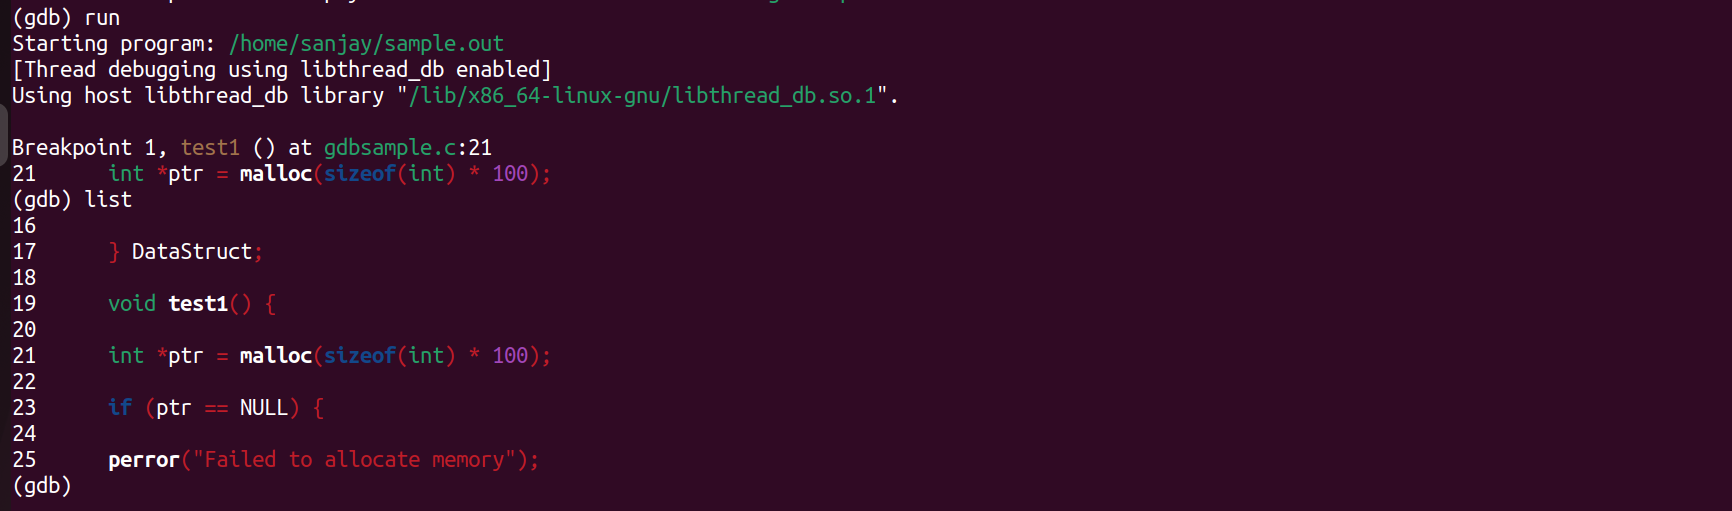 (gdb) run
Starting program: /home/sanjay/sample.out
[Thread debugging using libthread_db enabled]
Using host libthread_db library "/lib/x86_64-linux-gnu/libthread_db.so.1".
Breakpoint 1, test1 () at gdbsample.c:21
21      int *ptr = malloc(sizeof(int) * 100);
(gdb) list
16
17      } DataStruct;
18
19      void test1() {
20
21      int *ptr = malloc(sizeof(int) * 100);
22
23      if (ptr == NULL) {
24
25      perror("Failed to allocate memory");
(gdb)